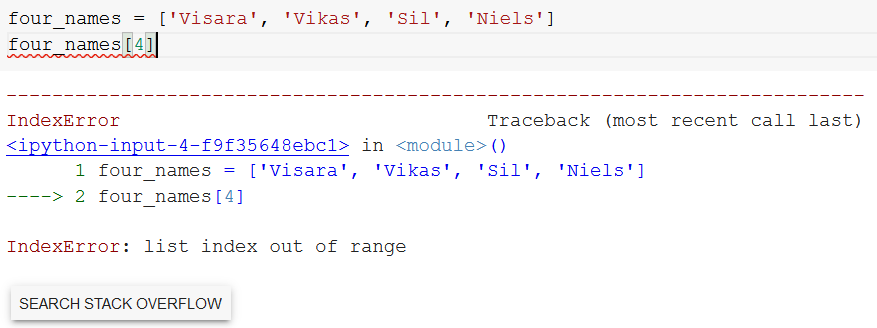 four_names = ['Visara', 'Vikas', 'Sil', 'Niels']
four_names[4]
---------------------------------------------------------------------------
IndexError                                Traceback (most recent call last)
<ipython-input-4-f9f35648ebc1> in <module>()
      1 four_names = ['Visara', 'Vikas', 'Sil', 'Niels']
----> 2 four_names[4]
IndexError: list index out of range
SEARCH STACK OVERFLOW